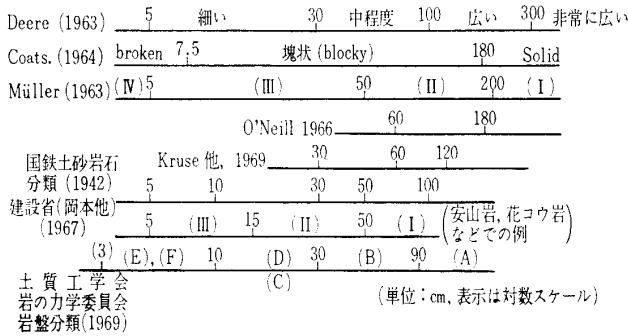 Deere (1963) 5 細い 30 中程度 100 広い 300 非常に広い
Coats. (1964) broken 7.5 塊状 (blocky) 180 Solid
Müller (1963) (Ⅳ) 5 (Ⅲ) 50 (Ⅱ) 200 (Ⅰ)
O'Neill 1966 60 180
Kruse 他, 1969 30 60 120
国鉄土砂岩石
分類 (1942) 5 10 30 50 100
建設省(岡本他)
(1967) 5 (Ⅲ) 15 (Ⅱ) 50 (Ⅰ) (安山岩, 花コウ岩
などでの例)
(3) (E), (F) 10 (D) 30 (B) 90 (A)
(C)
土質工学会
岩の力学委員会
岩盤分類(1969)
(単位:cm, 表示は対数スケール)